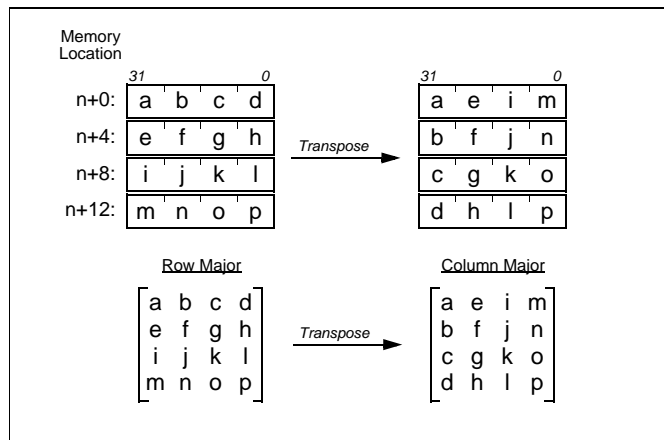 Memory
Location
31 0 31 0
n+0: a b c d a e i m
n+4: e f g h b f j n
Transpose
n+8: i j k l c g k o
n+12: m n o p d h l p
Row Major Column Major
a b c d a e i m
e f g h b f j n
Transpose
i j k l c g k o
m n o p d h l p